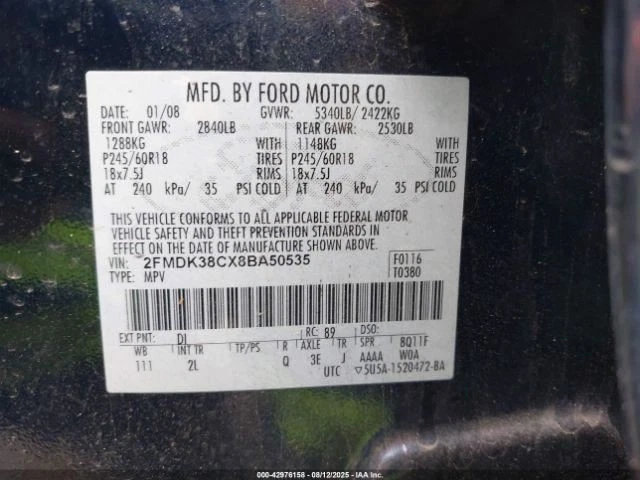 MFD. BY FORD MOTOR CO.
DATE: 01/08 GVWR: 5340LB/ 2422KG
FRONT GAWR: 2840LB REAR GAWR: 2530LB
1288KG WITH 1148KG WITH
P245/60R18 TIRES P245/60R18 TIRES
18x7.5J RIMS 18x7.5J RIMS
AT 240 kPa/ 35 PSI COLD AT 240 kPa/ 35 PSI COLD
THIS VEHICLE CONFORMS TO ALL APPLICABLE FEDERAL MOTOR
VEHICLE SAFETY AND THEFT PREVENTION STANDARDS IN
EFFECT ON THE DATE OF MANUFACTURE SHOWN ABOVE.
VIN: 2FMDK38CX8BA50535 F0116
TYPE: MPV T0380
EXT PNT: DI RC: 89 DSO:
WB INT TR TP/PS R AXLE TR SPR 8Q11F
111 2L Q 3E J AAAA W0A
UTC ▽5U5A-1520472-BA
000-42976158 - 08/12/2025 - IAA Inc.